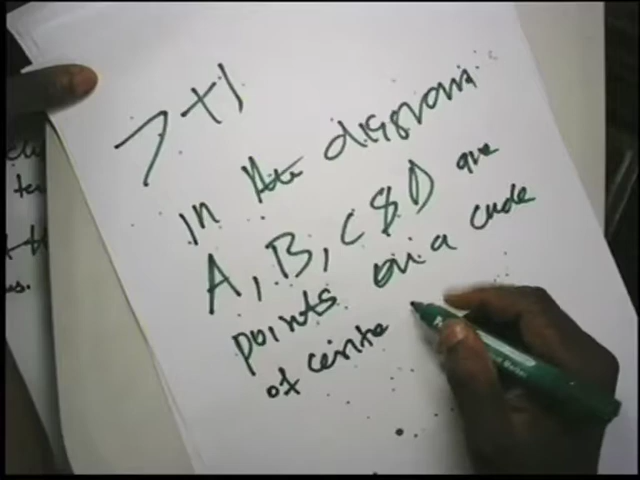 7+1
in the diagram
A, B, C & D are
points on a circle
of centre